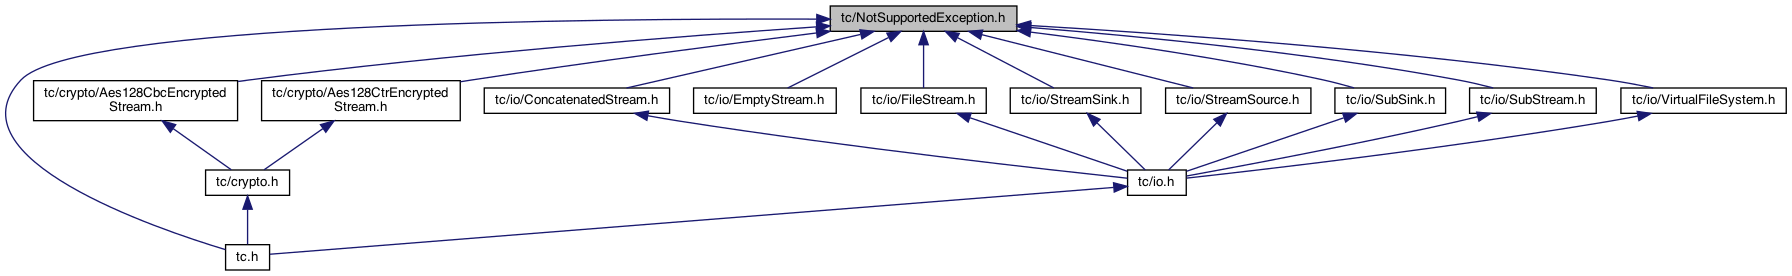 tc/NotSupportedException.h
tc/crypto/Aes128CbcEncrypted
Stream.h
tc/crypto/Aes128CtrEncrypted
Stream.h
tc/io/ConcatenatedStream.h
tc/io/EmptyStream.h
tc/io/FileStream.h
tc/io/StreamSink.h
tc/io/StreamSource.h
tc/io/SubSink.h
tc/io/SubStream.h
tc/io/VirtualFileSystem.h
tc/crypto.h
tc/io.h
tc.h